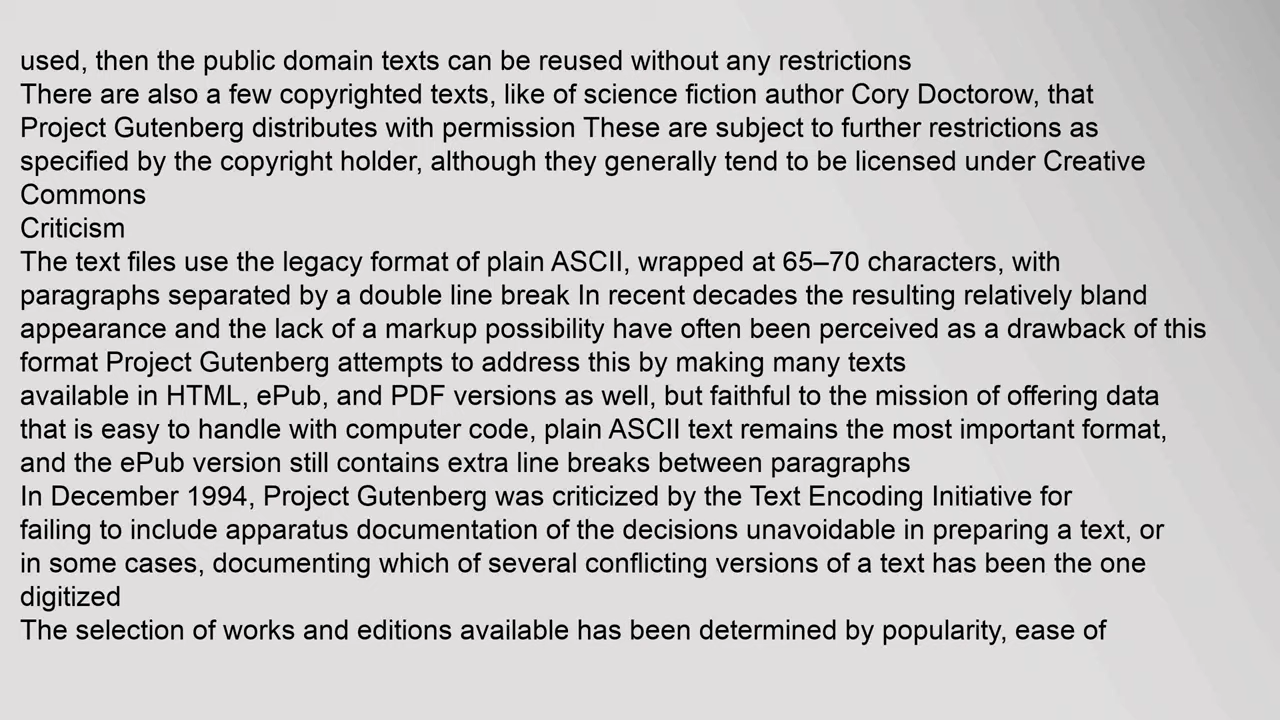 used, then the public domain texts can be reused without any restrictions
There are also a few copyrighted texts, like of science fiction author Cory Doctorow, that
Project Gutenberg distributes with permission These are subject to further restrictions as
specified by the copyright holder, although they generally tend to be licensed under Creative
Commons
Criticism
The text files use the legacy format of plain ASCII, wrapped at 65–70 characters, with
paragraphs separated by a double line break In recent decades the resulting relatively bland
appearance and the lack of a markup possibility have often been perceived as a drawback of this
format Project Gutenberg attempts to address this by making many texts
available in HTML, ePub, and PDF versions as well, but faithful to the mission of offering data
that is easy to handle with computer code, plain ASCII text remains the most important format,
and the ePub version still contains extra line breaks between paragraphs
In December 1994, Project Gutenberg was criticized by the Text Encoding Initiative for
failing to include apparatus documentation of the decisions unavoidable in preparing a text, or
in some cases, documenting which of several conflicting versions of a text has been the one
digitized
The selection of works and editions available has been determined by popularity, ease of